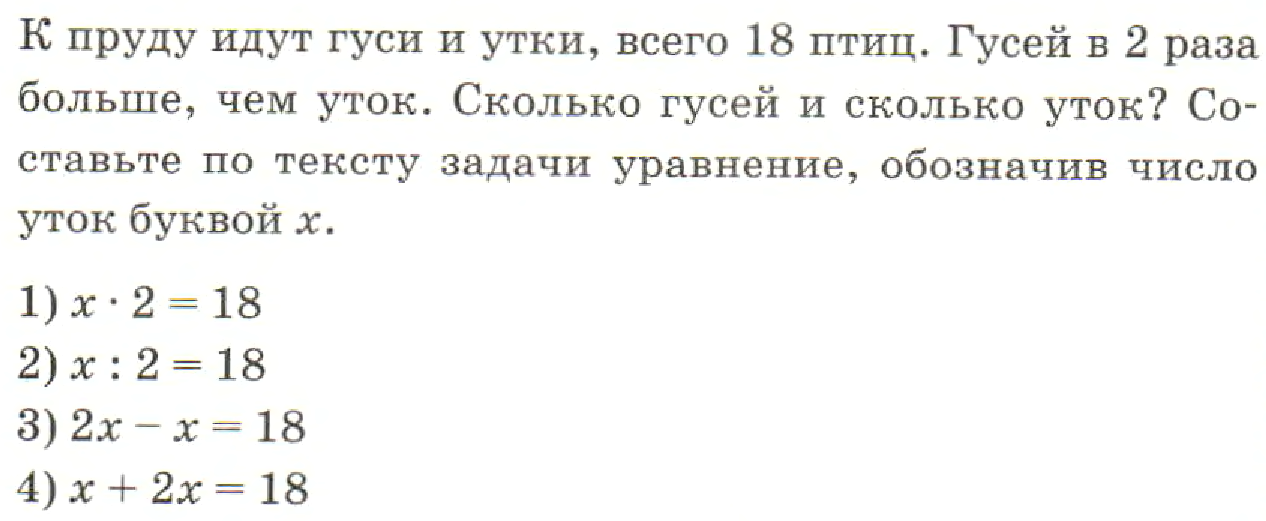 К пруду идут гуси и утки, всего 18 птиц. Гусей в 2 раза
больше, чем уток. Сколько гусей и сколько уток? Со-
ставьте по тексту задачи уравнение, обозначив число
уток буквой x.
1) x · 2 = 18
2) x : 2 = 18
3) 2x − x = 18
4) x + 2x = 18